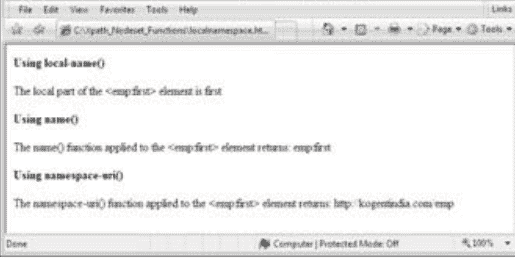 File Edit View Favorites Tools Help Links
C:\Xpath_Nodeset_Functions\localnamespace.ht... Page Tools
Using local-name()
The local part of the <emp:first> element is first
Using name()
The name() function applied to the <emp:first> element returns: emp:first
Using namespace-uri()
The namespace-uri() function applied to the <emp:first> element returns: http://kogentindia.com/emp
Done Computer | Protected Mode: Off 100%